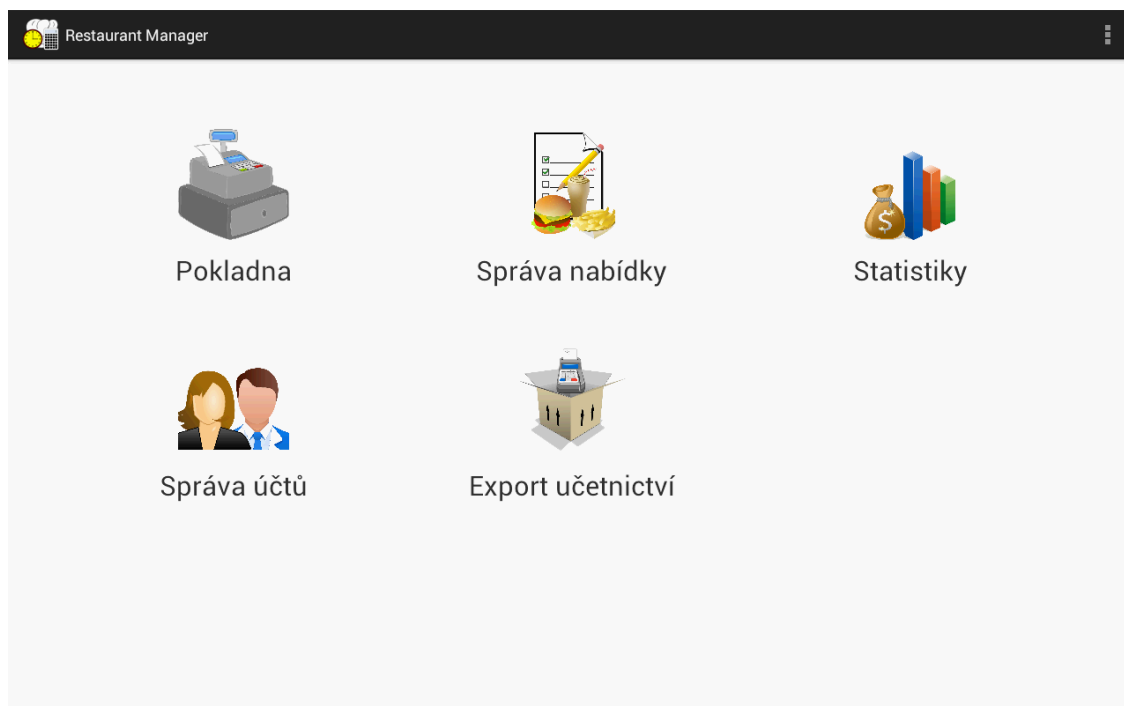 Restaurant Manager
Pokladna
Správa nabídky
Statistiky
Správa účtů
Export učetnictví